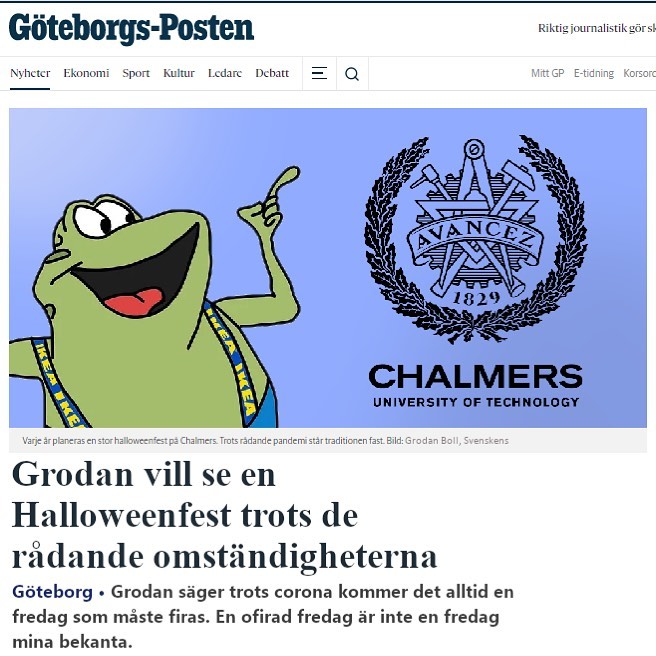 Göteborgs-Posten
Riktig journalistik gör sk
Nyheter Ekonomi Sport Kultur Ledare Debatt
Mitt GP E-tidning Korsord
AVANCEZ
1829
IKEA IKEA
IKEA IKEA
CHALMERS
UNIVERSITY OF TECHNOLOGY
Varje år planeras en stor halloweenfest på Chalmers. Trots rådande pandemi står traditionen fast. Bild: Grodan Boll, Svenskens
Grodan vill se en
Halloweenfest trots de
rådande omständigheterna
Göteborg • Grodan säger trots corona kommer det alltid en
fredag som måste firas. En ofirad fredag är inte en fredag
mina bekanta.